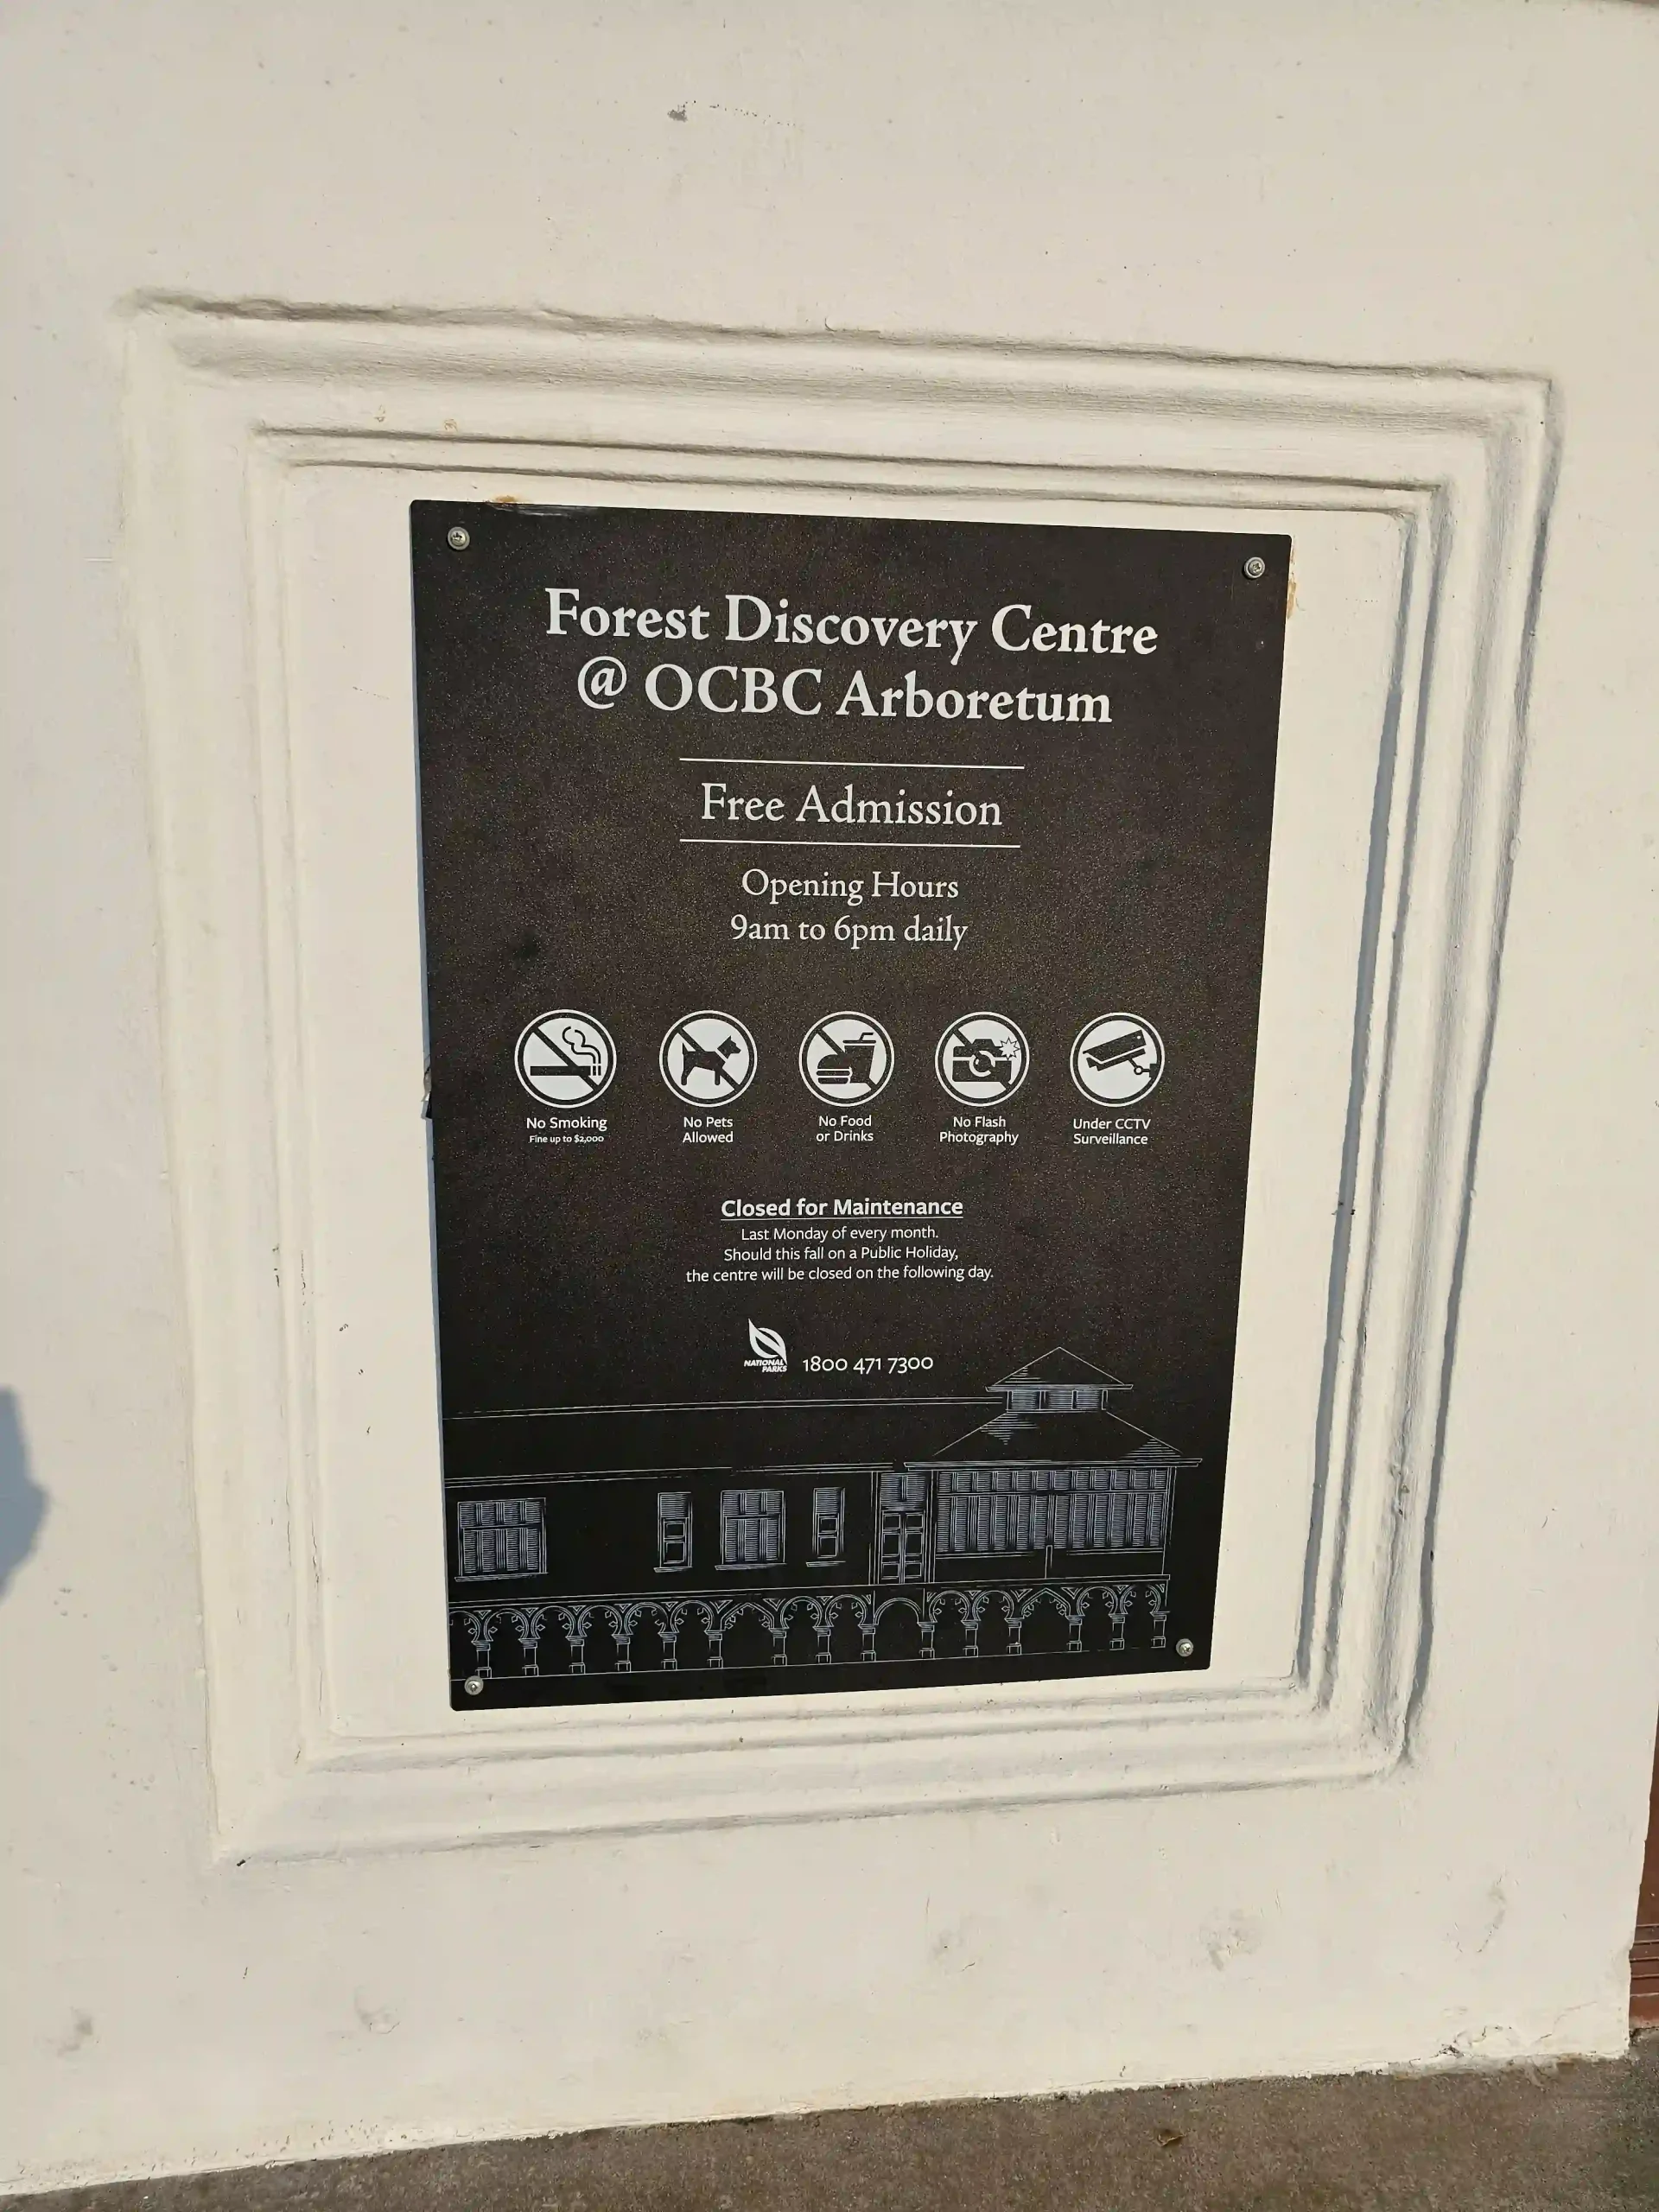 Forest Discovery Centre
@ OCBC Arboretum
Free Admission
Opening Hours
9am to 6pm daily
No Smoking
Fine up to $2,000
No Pets
Allowed
No Food
or Drinks
No Flash
Photography
Under CCTV
Surveillance
Closed for Maintenance
Last Monday of every month.
Should this fall on a Public Holiday,
the centre will be closed on the following day.
NATIONAL
PARKS
1800 471 7300